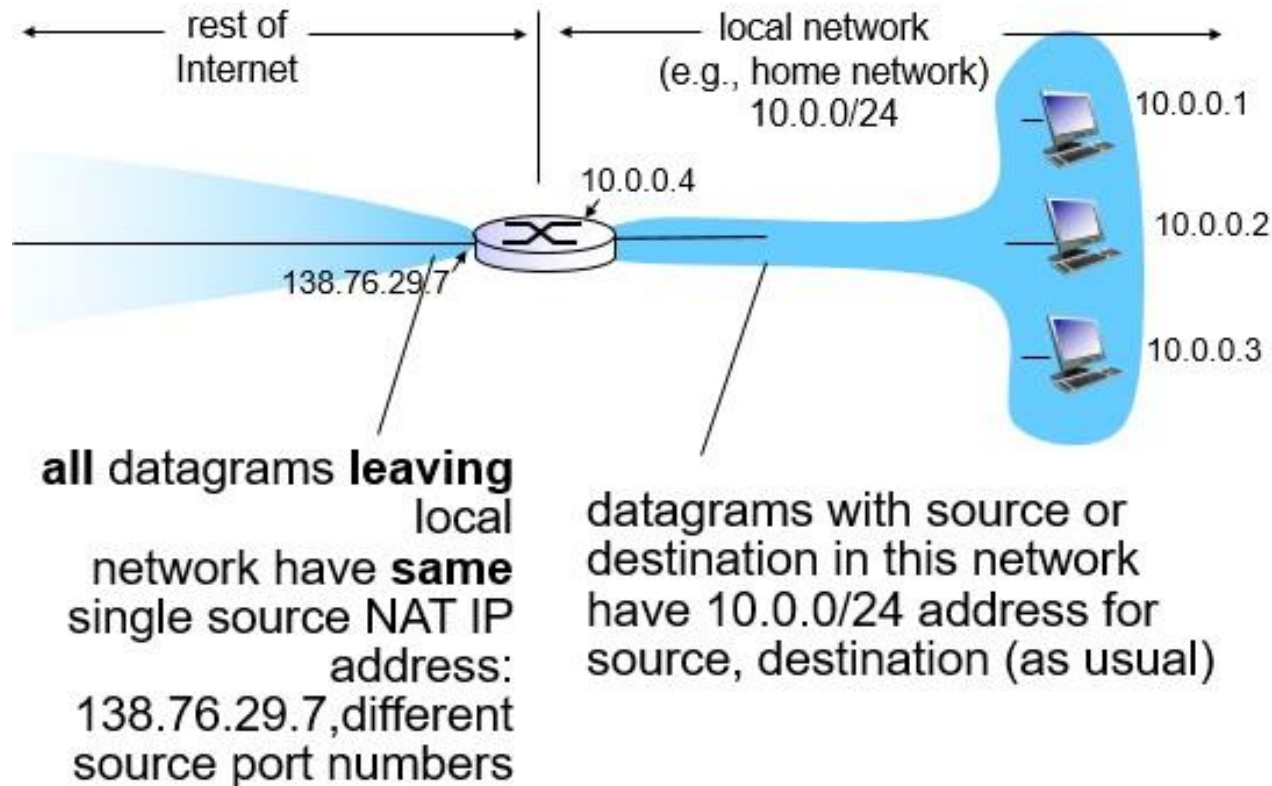 rest of
Internet
local network
(e.g., home network)
10.0.0/24
10.0.0.1
10.0.0.4
10.0.0.2
138.76.29.7
10.0.0.3
all datagrams leaving
local
network have same
single source NAT IP
address:
138.76.29.7,different
source port numbers
datagrams with source or
destination in this network
have 10.0.0/24 address for
source, destination (as usual)